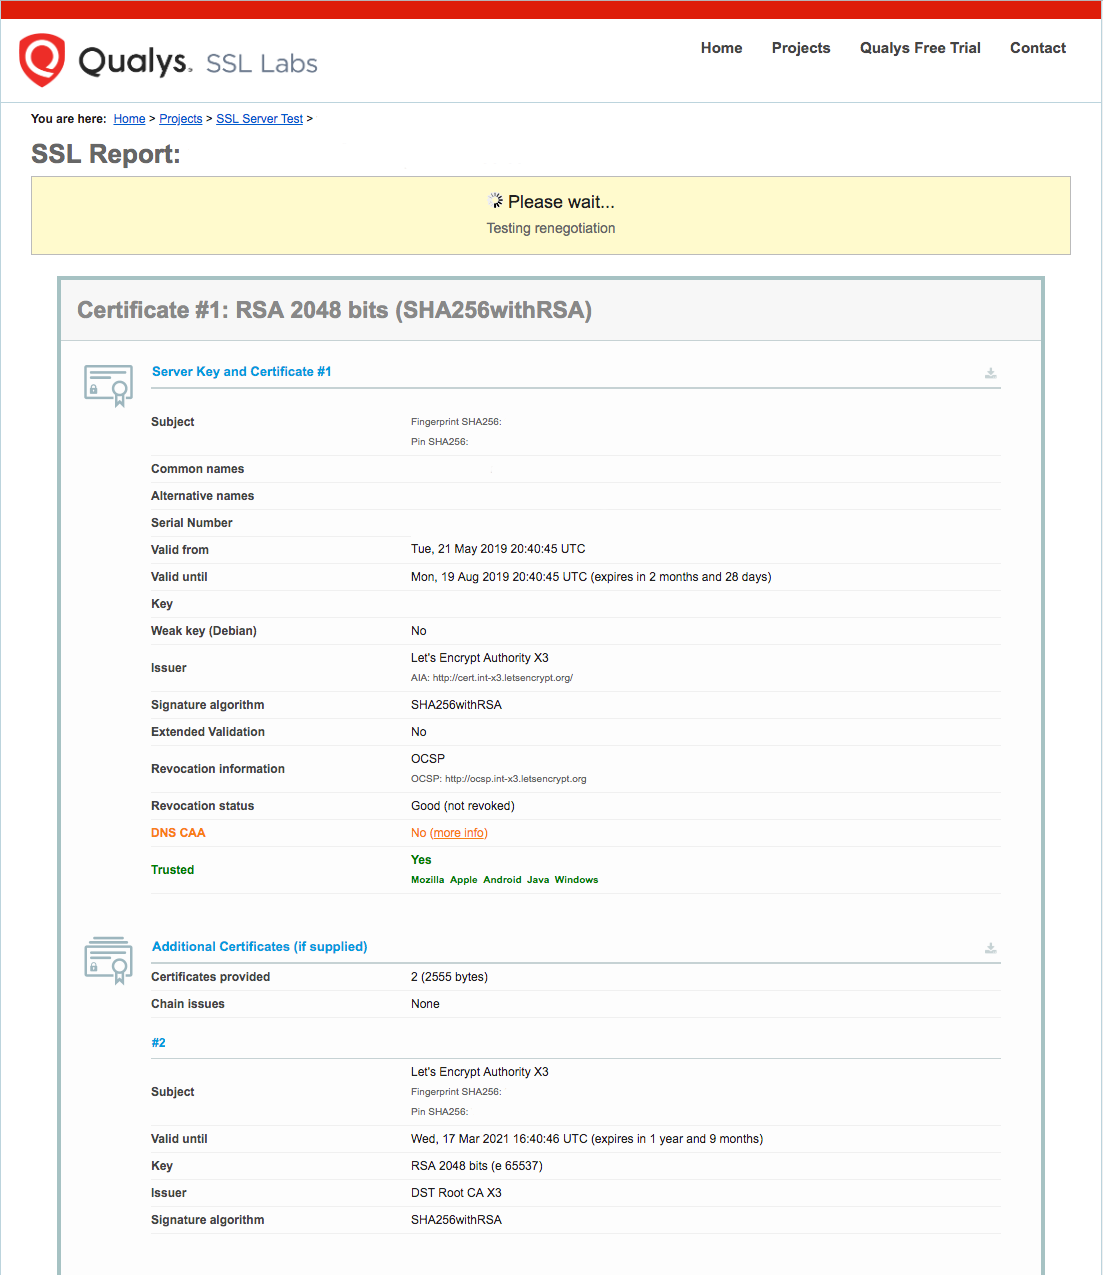 Qualys. SSL Labs
Home Projects Qualys Free Trial Contact
You are here: Home > Projects > SSL Server Test >
SSL Report:
Please wait...
Testing renegotiation
Certificate #1: RSA 2048 bits (SHA256withRSA)
Server Key and Certificate #1
Subject
Fingerprint SHA256:
Pin SHA256:
Common names
Alternative names
Serial Number
Valid from Tue, 21 May 2019 20:40:45 UTC
Valid until Mon, 19 Aug 2019 20:40:45 UTC (expires in 2 months and 28 days)
Key
Weak key (Debian) No
Issuer
Let's Encrypt Authority X3
AIA: http://cert.int-x3.letsencrypt.org/
Signature algorithm SHA256withRSA
Extended Validation No
Revocation information
OCSP
OCSP: http://ocsp.int-x3.letsencrypt.org
Revocation status Good (not revoked)
DNS CAA No (more info)
Trusted
Yes
Mozilla Apple Android Java Windows
Additional Certificates (if supplied)
Certificates provided 2 (2555 bytes)
Chain issues None
#2
Subject
Let's Encrypt Authority X3
Fingerprint SHA256:
Pin SHA256:
Valid until Wed, 17 Mar 2021 16:40:46 UTC (expires in 1 year and 9 months)
Key RSA 2048 bits (e 65537)
Issuer DST Root CA X3
Signature algorithm SHA256withRSA